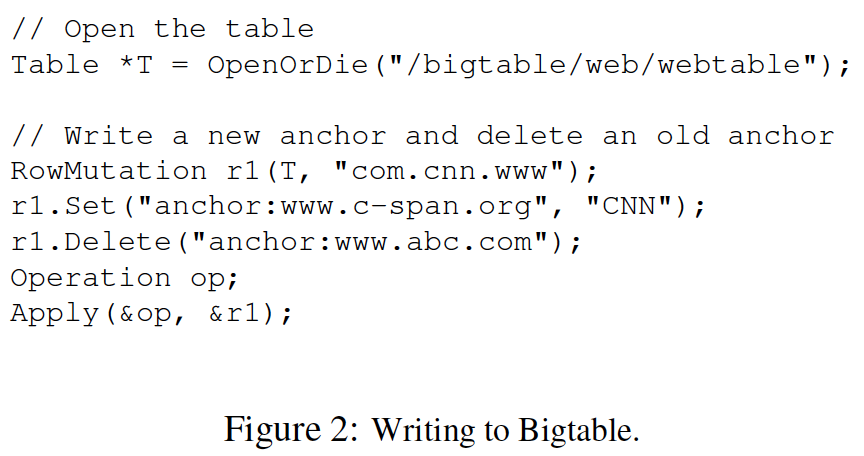 // Open the table
Table *T = OpenOrDie("/bigtable/web/webtable");
// Write a new anchor and delete an old anchor
RowMutation r1(T, "com.cnn.www");
r1.Set("anchor:www.c-span.org", "CNN");
r1.Delete("anchor:www.abc.com");
Operation op;
Apply(&op, &r1);
Figure 2: Writing to Bigtable.